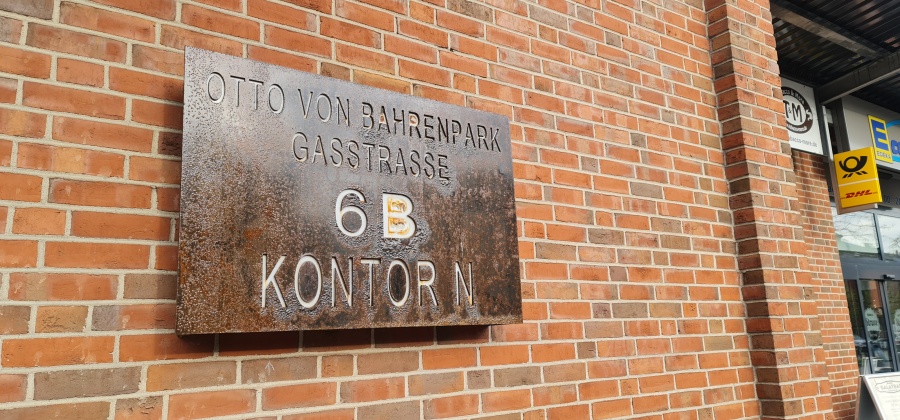 OTTO VON BAHRENPARK
GASSTRASSE
6B
KONTOR N
T&M
E
DHL